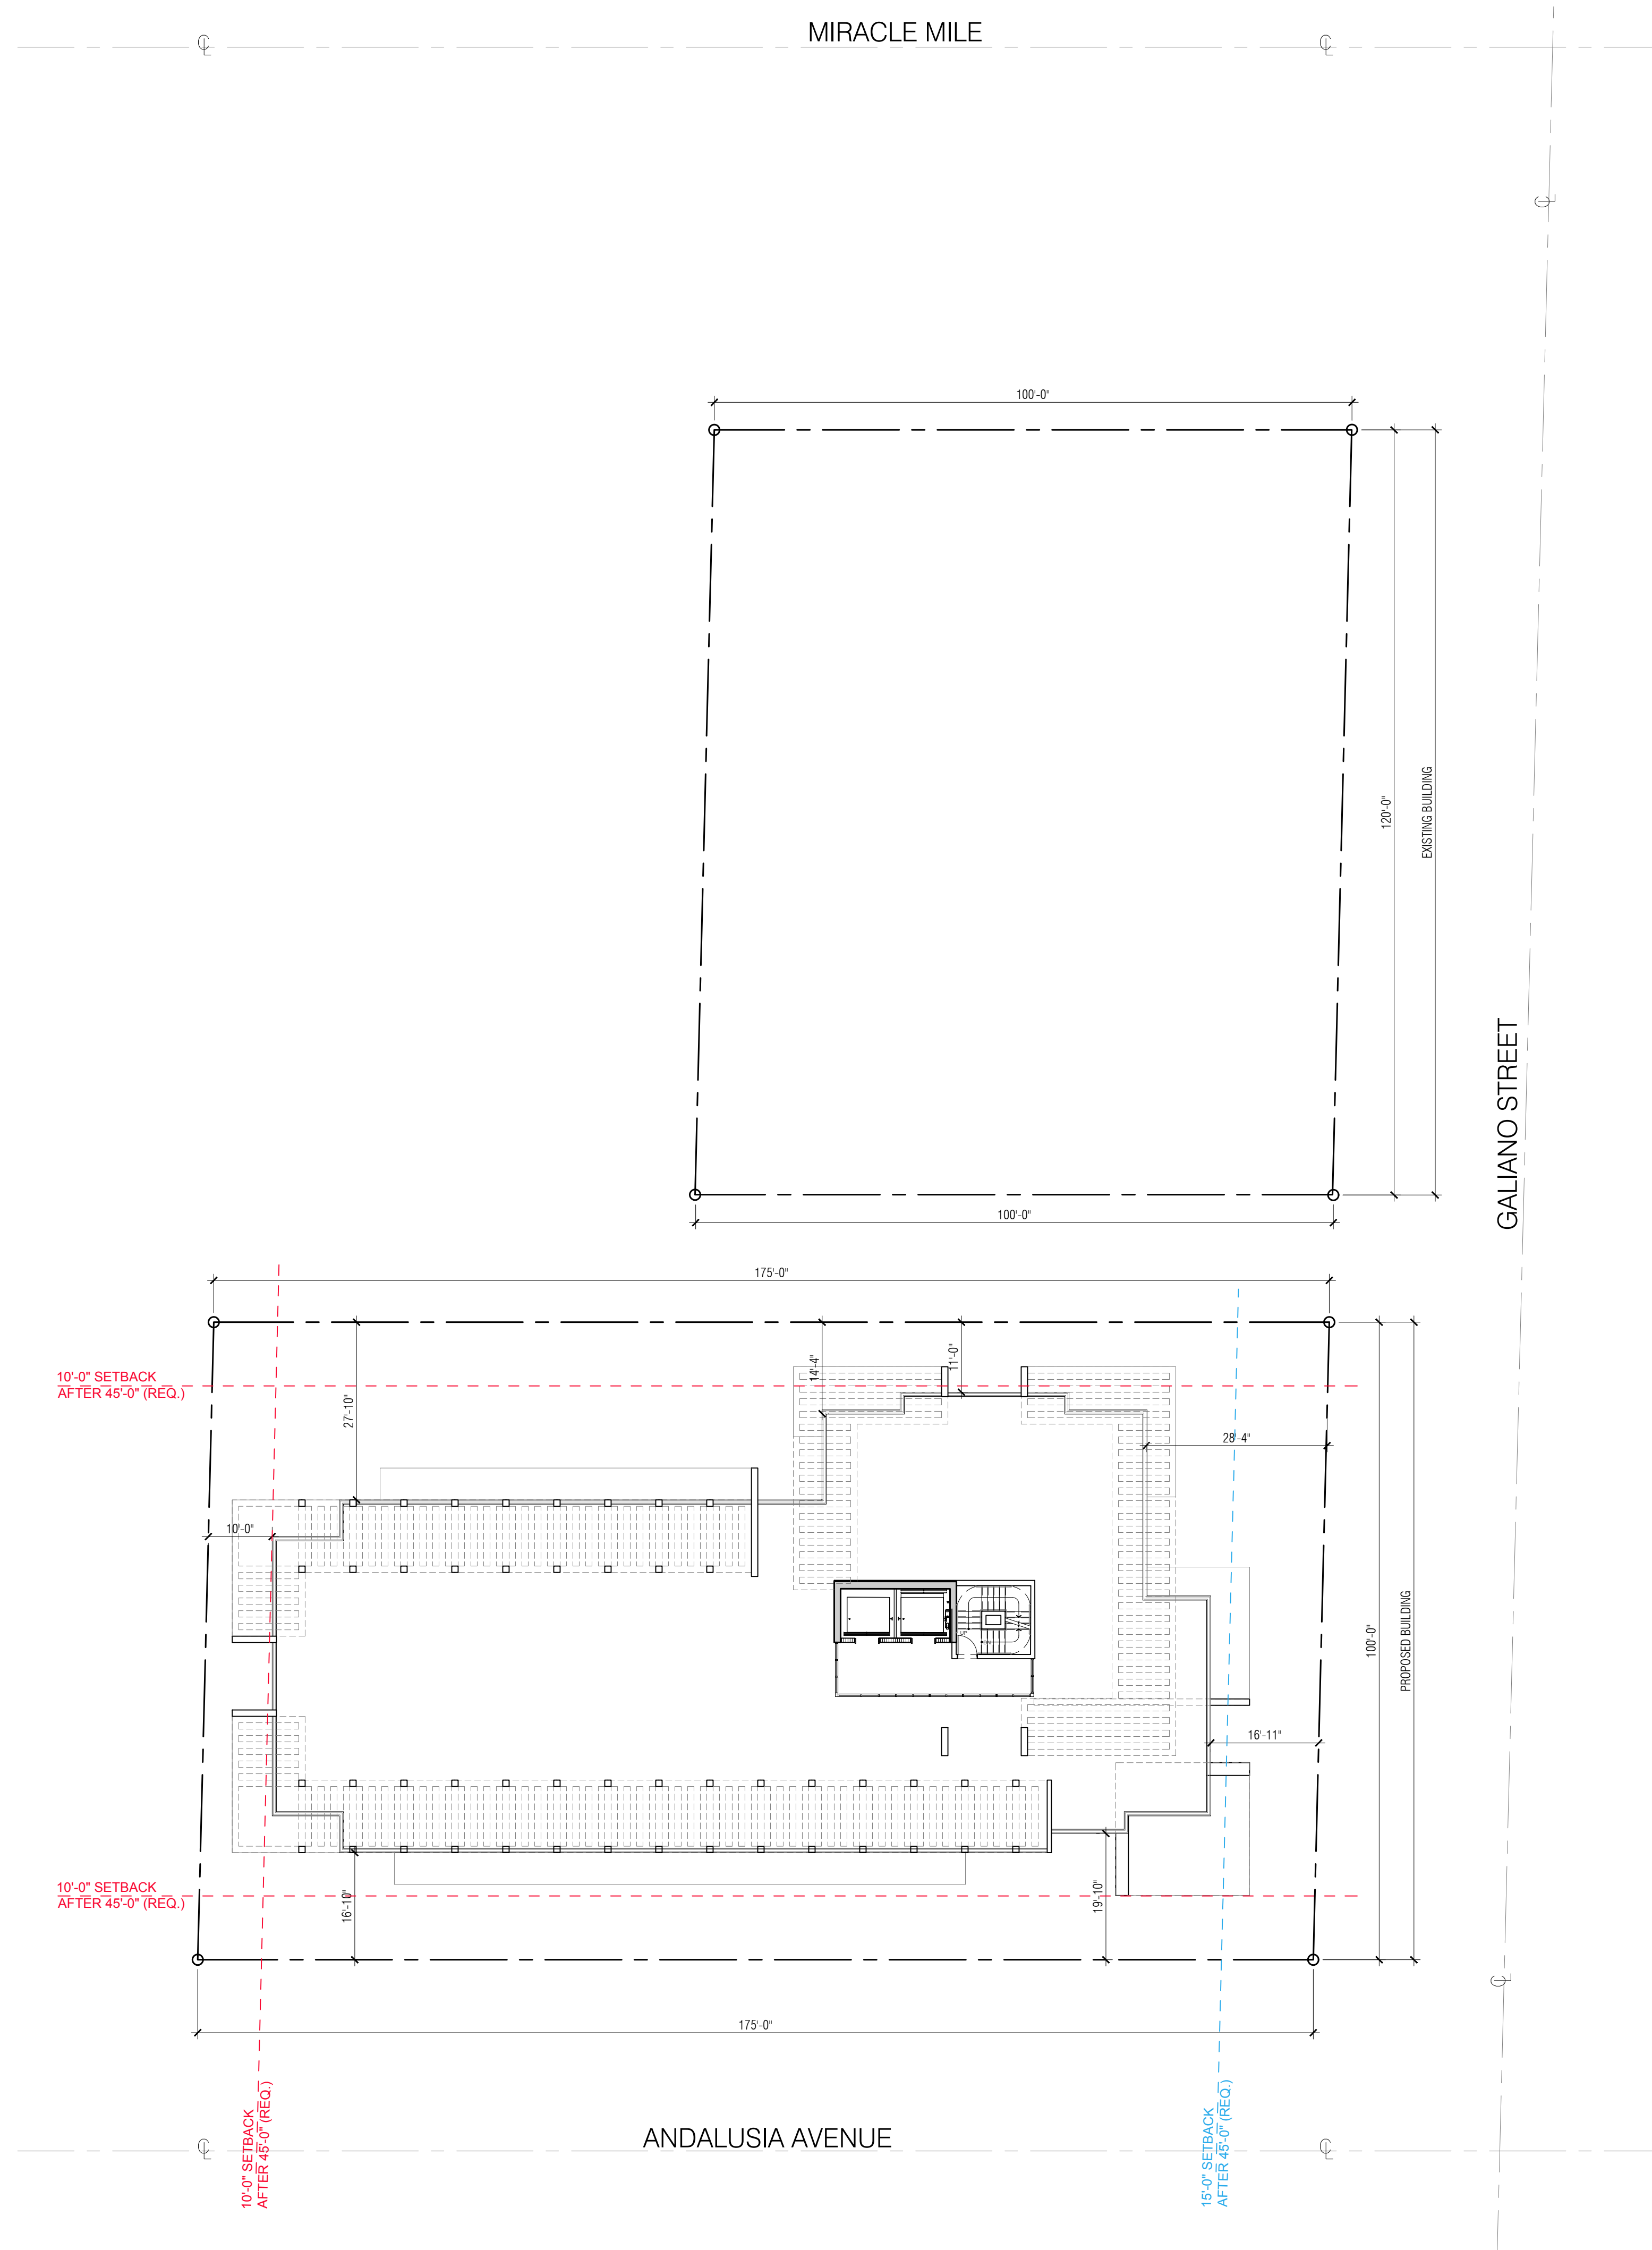 MIRACLE MILE
100'-0"
120'-0"
EXISTING BUILDING
GALIANO STREET
100'-0"
175'-0"
10'-0" SETBACK
AFTER 45'-0" (REQ.)
27'-10"
14'-4"
11'-0"
28'-4"
10'-0"
100'-0"
PROPOSED BUILDING
16'-11"
10'-0" SETBACK
AFTER 45'-0" (REQ.)
16'-10"
19'-10"
175'-0"
10'-0" SETBACK
AFTER 45'-0" (REQ.)
15'-0" SETBACK
AFTER 45'-0" (REQ.)
ANDALUSIA AVENUE